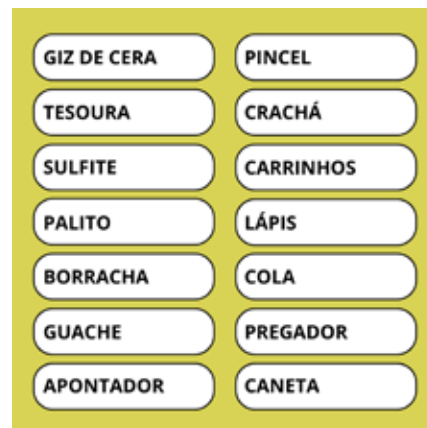 GIZ DE CERA
PINCEL
TESOURA
CRACHÁ
SULFITE
CARRINHOS
PALITO
LÁPIS
BORRACHA
COLA
GUACHE
PREGADOR
APONTADOR
CANETA